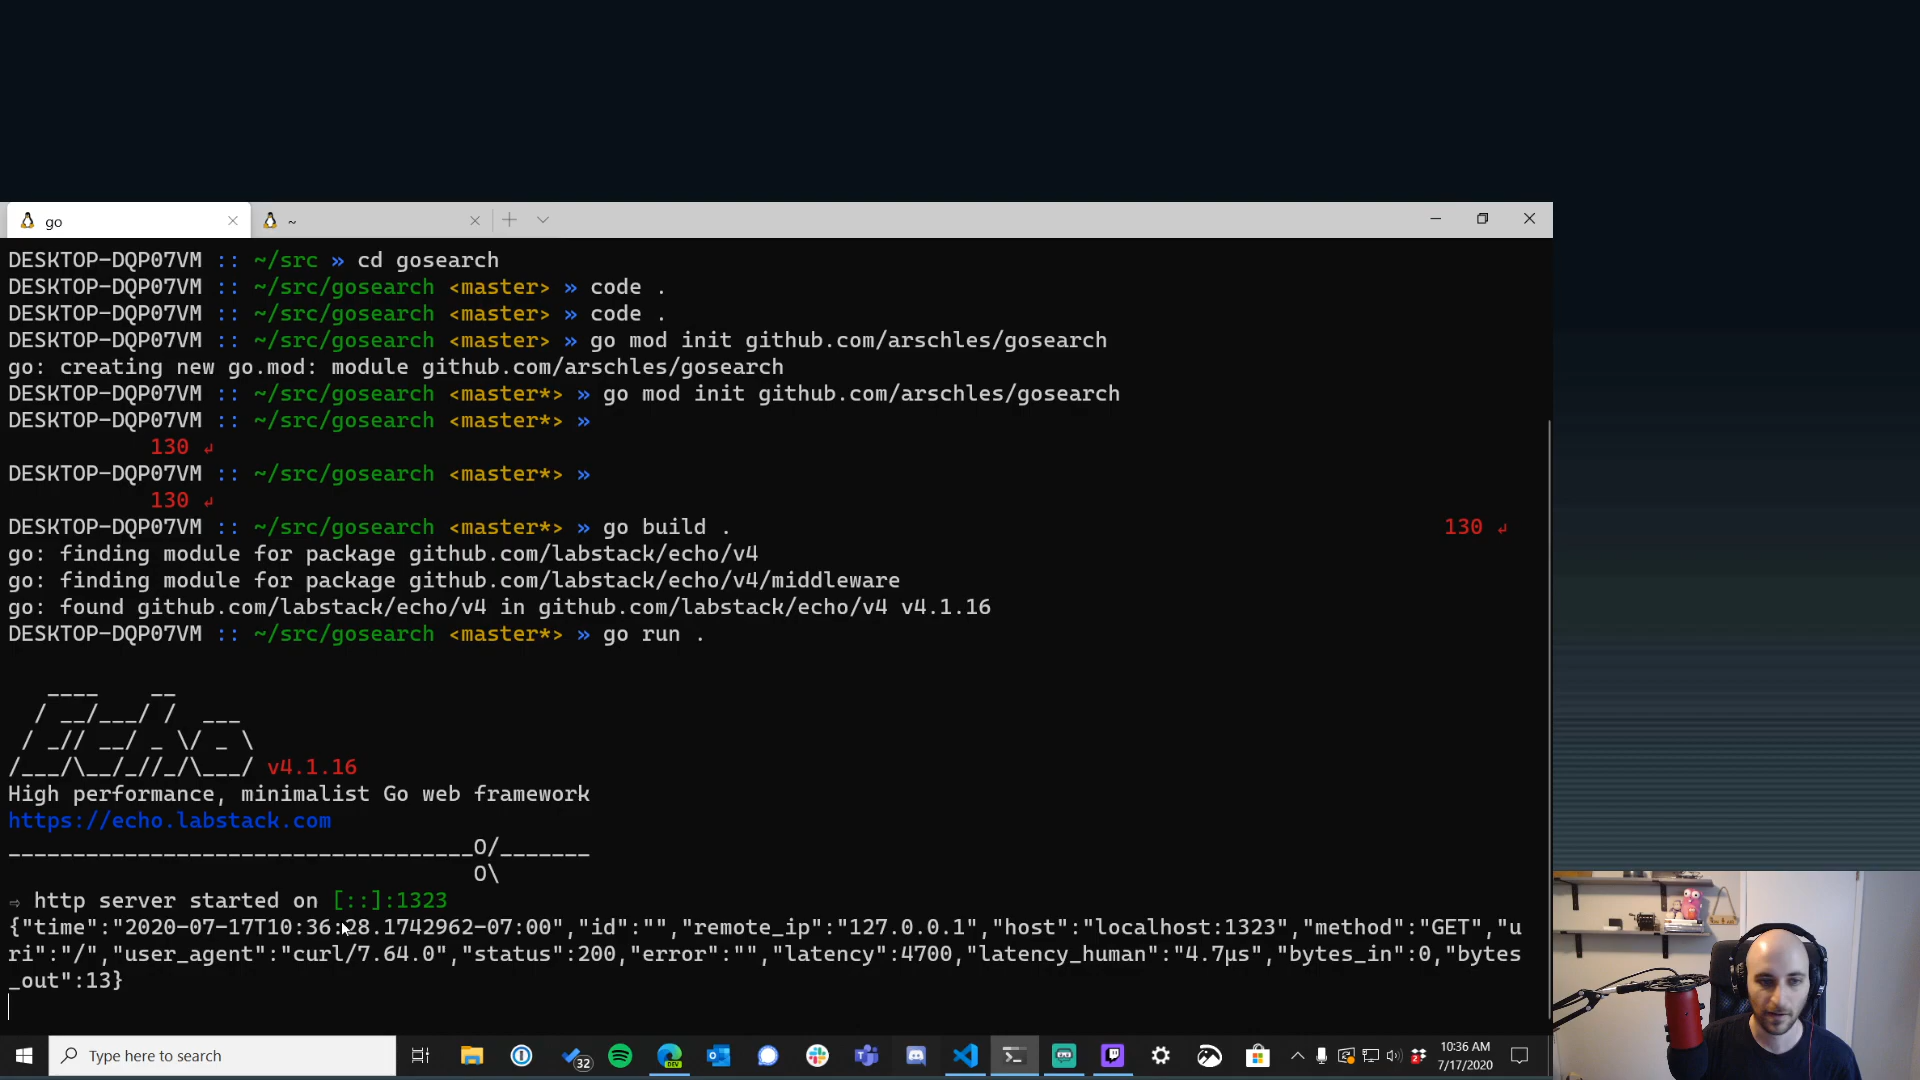 go
~
DESKTOP-DQP07VM :: ~/src » cd gosearch
DESKTOP-DQP07VM :: ~/src/gosearch <master> » code .
DESKTOP-DQP07VM :: ~/src/gosearch <master> » code .
DESKTOP-DQP07VM :: ~/src/gosearch <master> » go mod init github.com/arschles/gosearch
go: creating new go.mod: module github.com/arschles/gosearch
DESKTOP-DQP07VM :: ~/src/gosearch <master*> » go mod init github.com/arschles/gosearch
DESKTOP-DQP07VM :: ~/src/gosearch <master*> »
130 ↵
DESKTOP-DQP07VM :: ~/src/gosearch <master*> »
130 ↵
DESKTOP-DQP07VM :: ~/src/gosearch <master*> » go build . 130 ↵
go: finding module for package github.com/labstack/echo/v4
go: finding module for package github.com/labstack/echo/v4/middleware
go: found github.com/labstack/echo/v4 in github.com/labstack/echo/v4 v4.1.16
DESKTOP-DQP07VM :: ~/src/gosearch <master*> » go run .
Echo v4.1.16
High performance, minimalist Go web framework
https://echo.labstack.com
____________________________________O/_______
O\
⇨ http server started on [::]:1323
{"time":"2020-07-17T10:36:28.1742962-07:00","id":"","remote_ip":"127.0.0.1","host":"localhost:1323","method":"GET","u
ri":"/","user_agent":"curl/7.64.0","status":200,"error":"","latency":4700,"latency_human":"4.7µs","bytes_in":0,"bytes
_out":13}
Type here to search
32
DEV
10:36 AM
7/17/2020